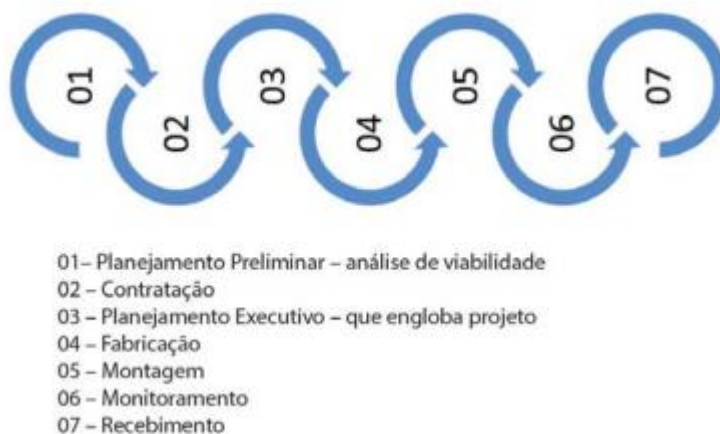 01
02
03
04
05
06
07
01– Planejamento Preliminar – análise de viabilidade
02 – Contratação
03 – Planejamento Executivo – que engloba projeto
04 – Fabricação
05 – Montagem
06 – Monitoramento
07 – Recebimento